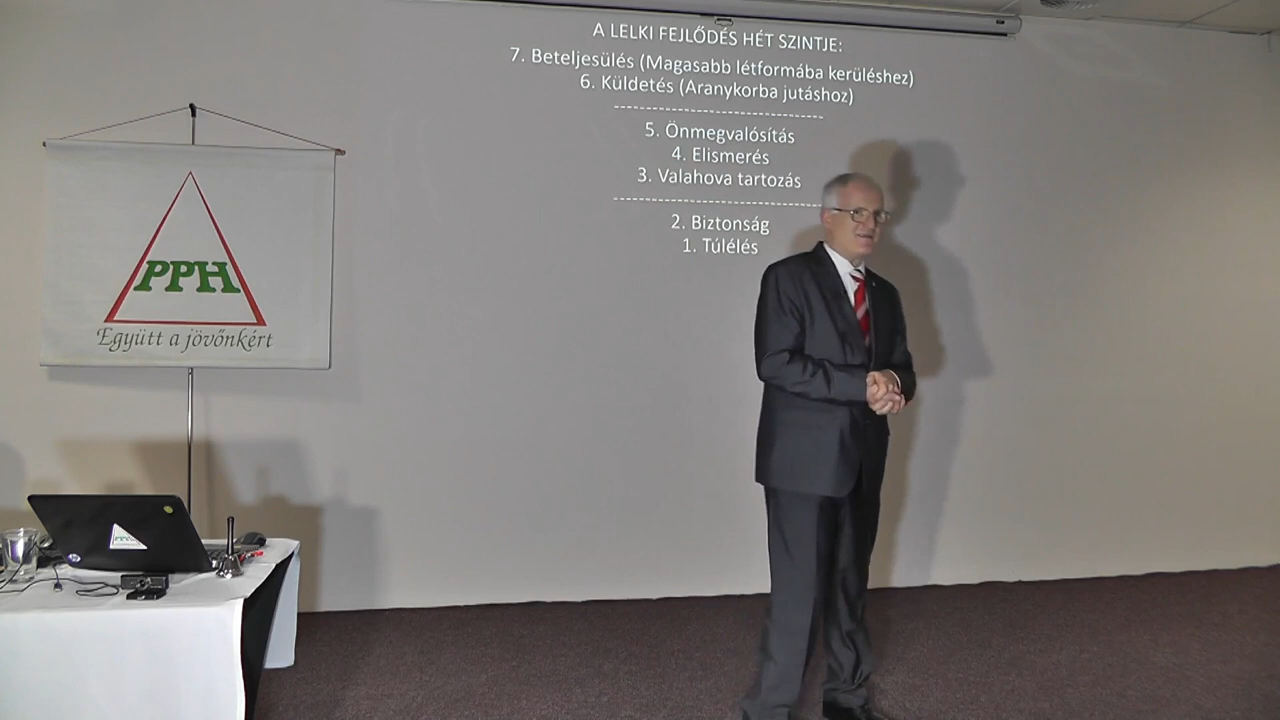 A LELKI FEJLŐDÉS HÉT SZINTJE:
7. Beteljesülés (Magasabb létformába kerüléshez)
6. Küldetés (Aranykorba jutáshoz)
--------------------------------
5. Önmegvalósítás
4. Elismerés
3. Valahova tartozás
--------------------------------
2. Biztonság
1. Túlélés
PPH
Együtt a jövőnkért